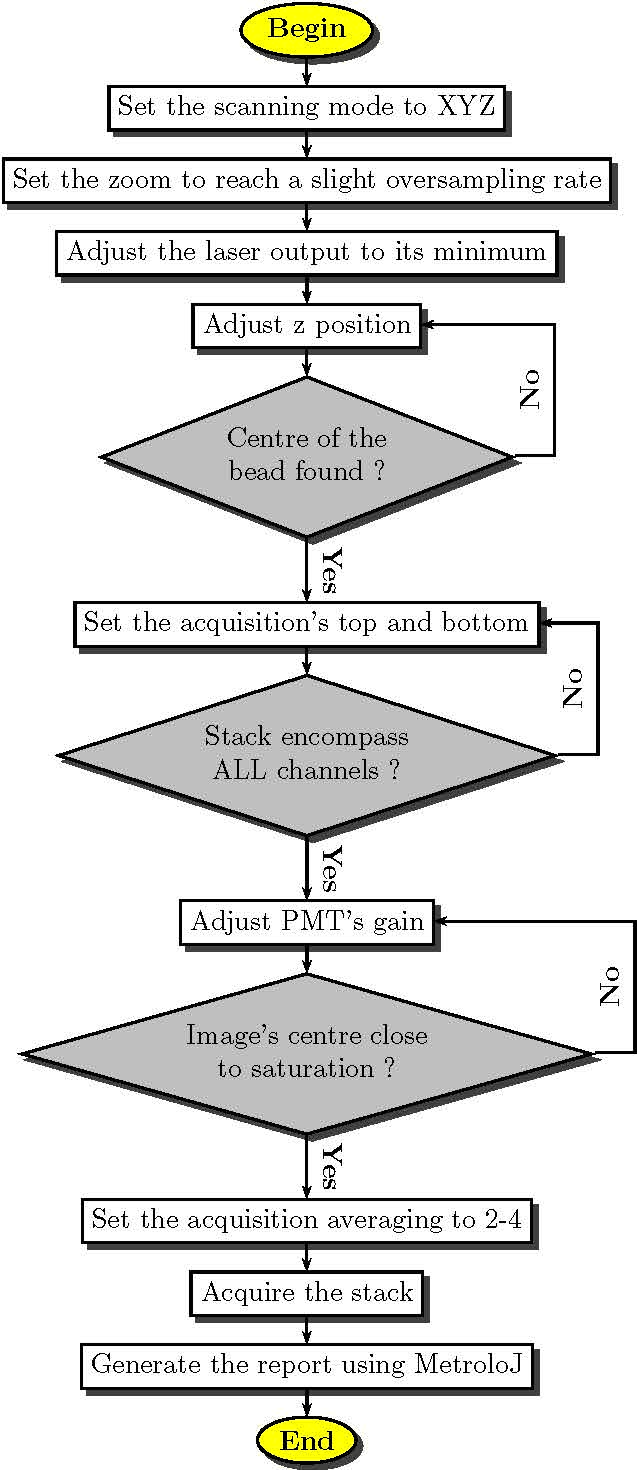 Begin
Set the scanning mode to XYZ
Set the zoom to reach a slight oversampling rate
Adjust the laser output to its minimum
Adjust z position
No
Centre of the
bead found ?
Yes
Set the acquisition's top and bottom
No
Stack encompass
ALL channels ?
Yes
Adjust PMT's gain
No
Image's centre close
to saturation ?
Yes
Set the acquisition averaging to 2-4
Acquire the stack
Generate the report using MetroloJ
End